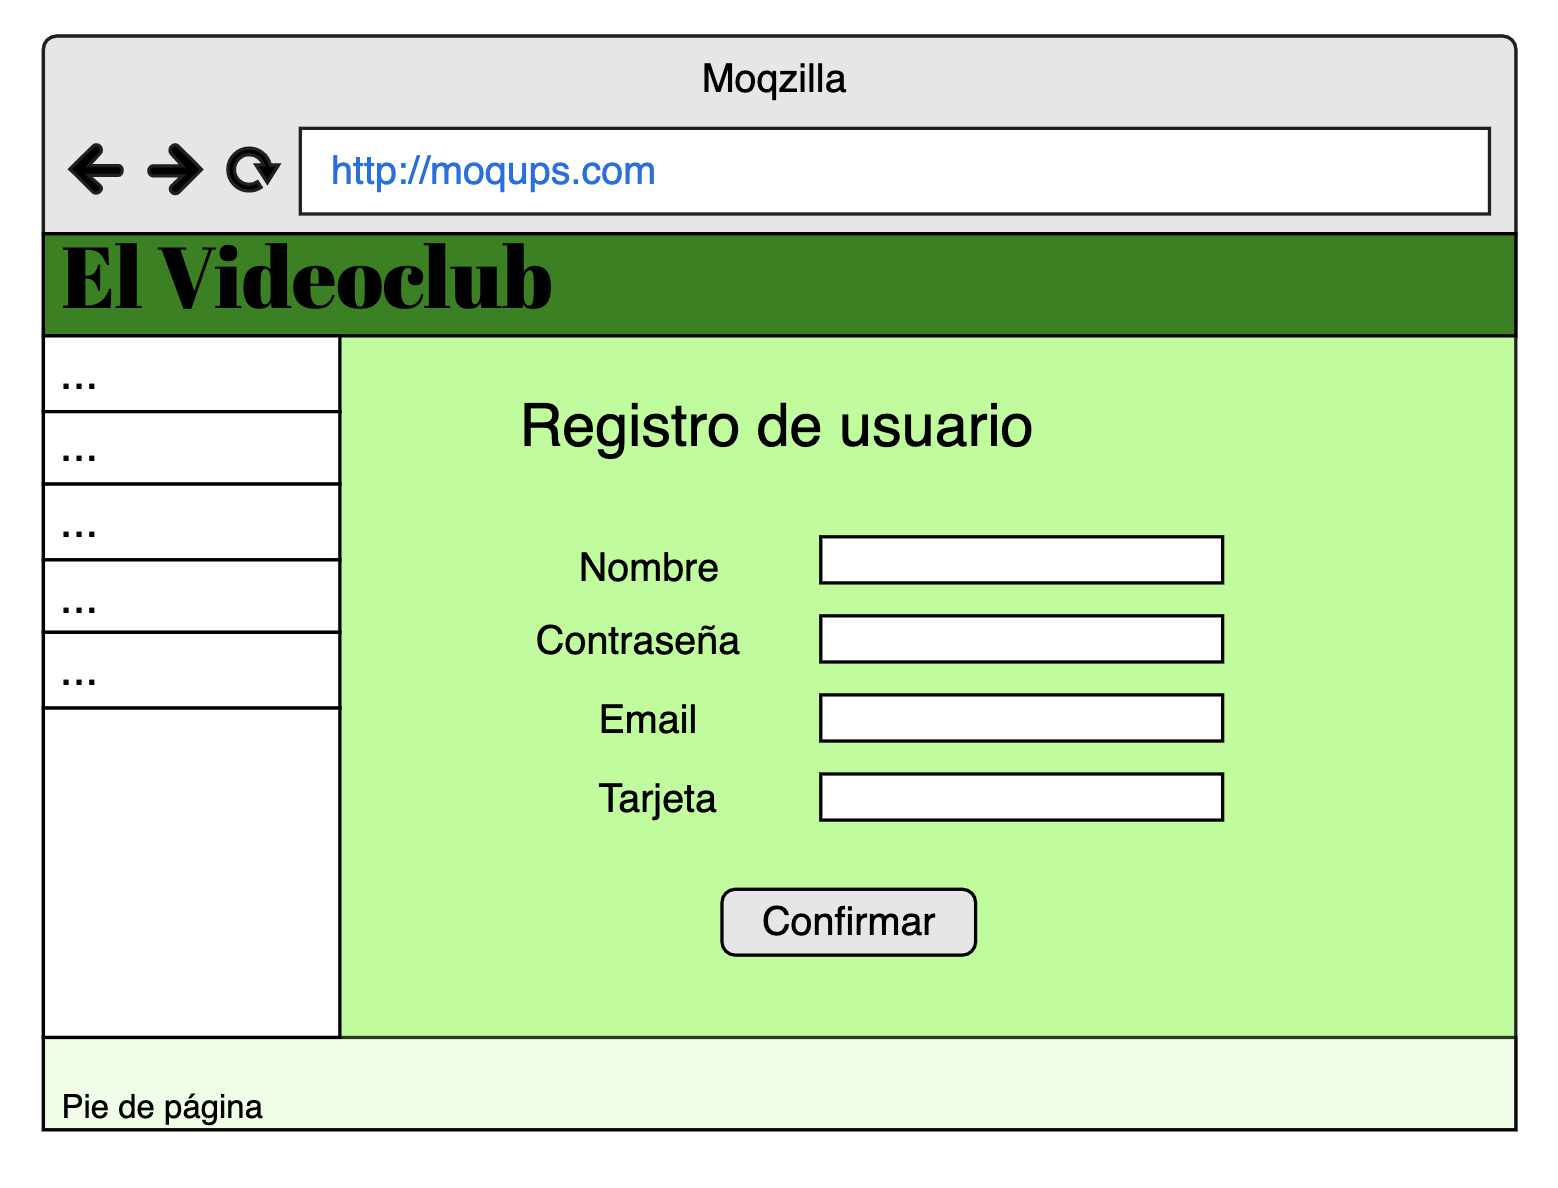 Moqzilla
http://moqups.com
El Videoclub
...
...
...
...
...
Registro de usuario
Nombre
Contraseña
Email
Tarjeta
Confirmar
Pie de página